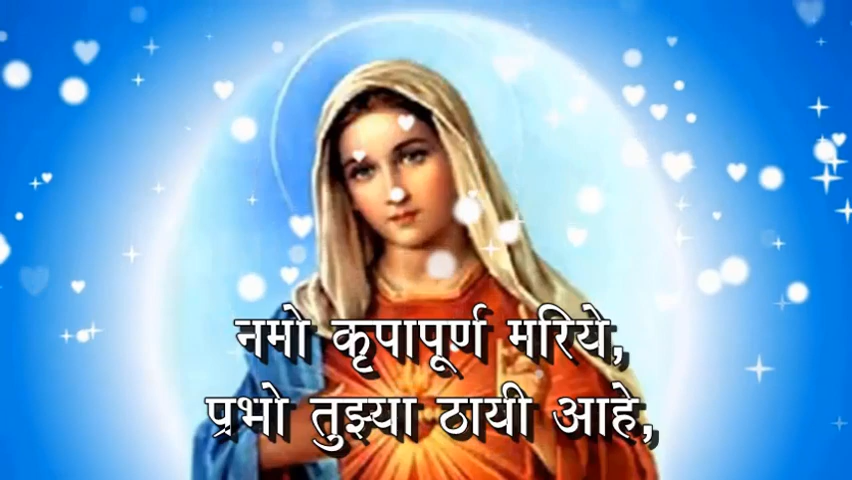 नमो कृपापूर्ण मरिये,
प्रभो तुझ्या ठायी आहे,